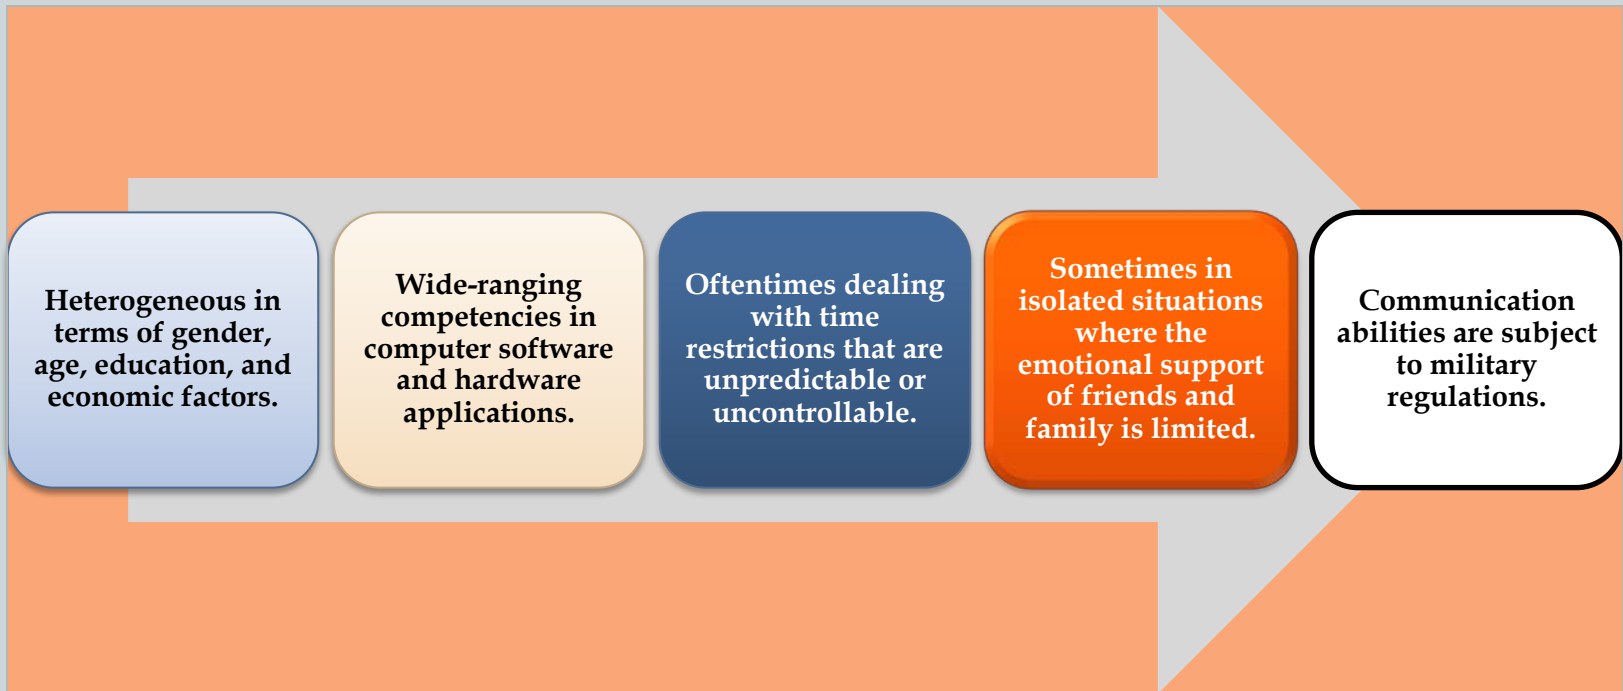 Heterogeneous in
terms of gender,
age, education, and
economic factors.
Wide-ranging
competencies in
computer software
and hardware
applications.
Oftentimes dealing
with time
restrictions that are
unpredictable or
uncontrollable.
Sometimes in
isolated situations
where the
emotional support
of friends and
family is limited.
Communication
abilities are subject
to military
regulations.